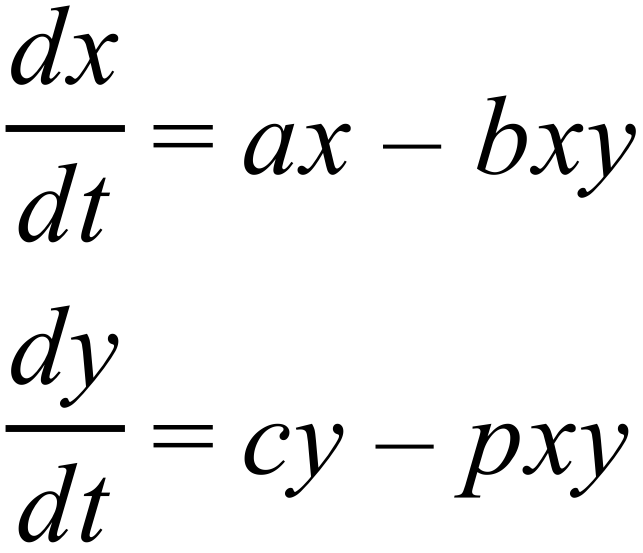 dx/dt = ax − bxy
dy/dt = cy − pxy